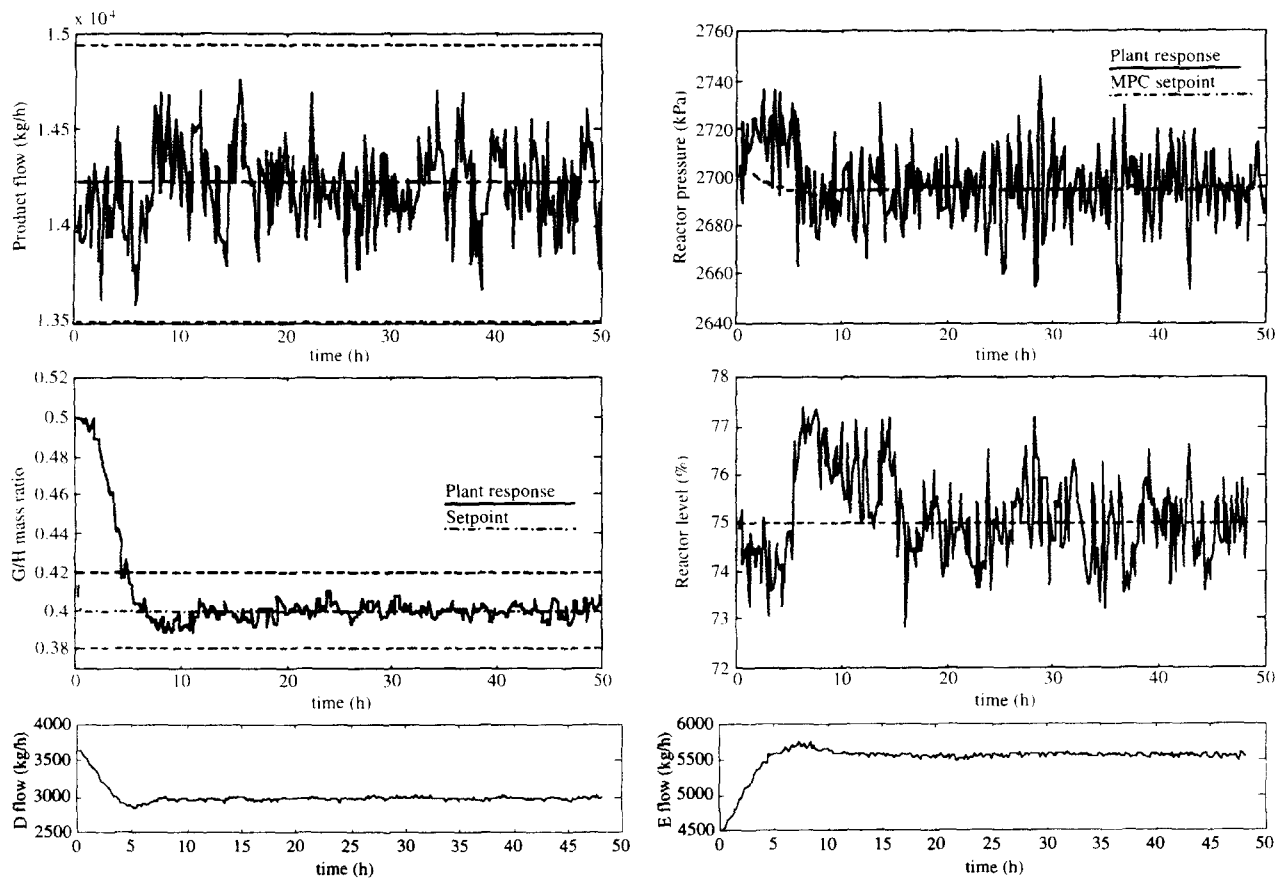 x 10⁴
1.5
1.45
1.4
1.35
Product flow (kg/h)
0 10 20 30 40 50
time (h)
2760
2740
2720
2700
2680
2660
2640
Reactor pressure (kPa)
Plant response
MPC setpoint
0 10 20 30 40 50
time (h)
0.52
0.5
0.48
0.46
0.44
0.42
0.4
0.38
G/H mass ratio
Plant response
Setpoint
0 10 20 30 40 50
time (h)
78
77
76
75
74
73
72
Reactor level (%)
0 10 20 30 40 50
time (h)
4000
3500
3000
2500
D flow (kg/h)
0 5 10 15 20 25 30 35 40 45 50
time (h)
6000
5500
5000
4500
E flow (kg/h)
0 5 10 15 20 25 30 35 40 45 50
time (h)